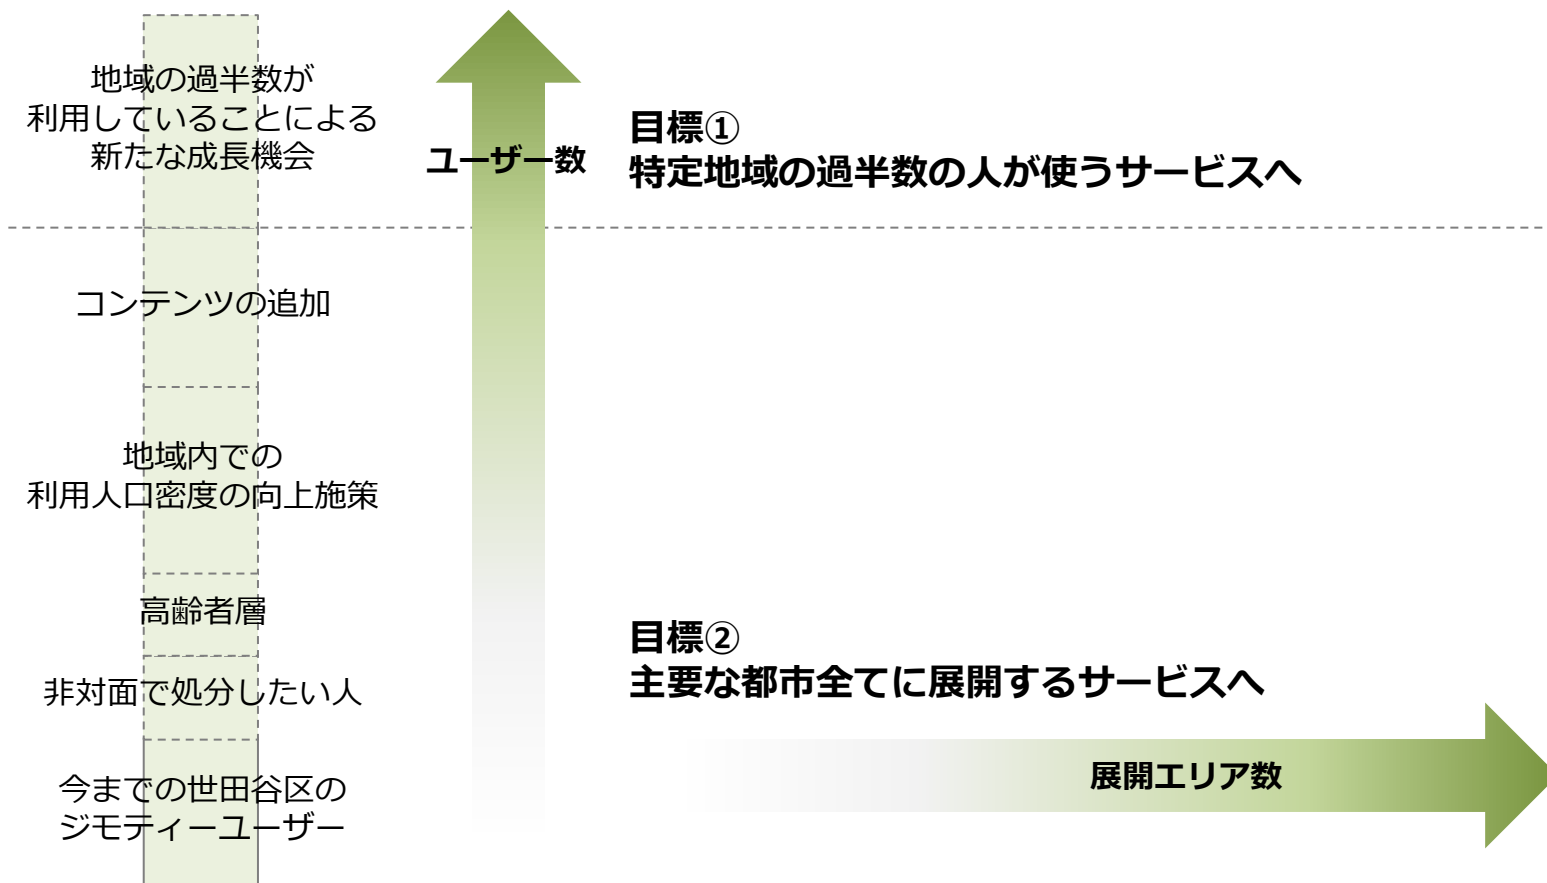 地域の過半数が
利用していることによる
新たな成長機会
ユーザー数
目標①
特定地域の過半数の人が使うサービスへ
コンテンツの追加
地域内での
利用人口密度の向上施策
高齢者層
非対面で処分したい人
今までの世田谷区の
ジモティーユーザー
目標②
主要な都市全てに展開するサービスへ
展開エリア数